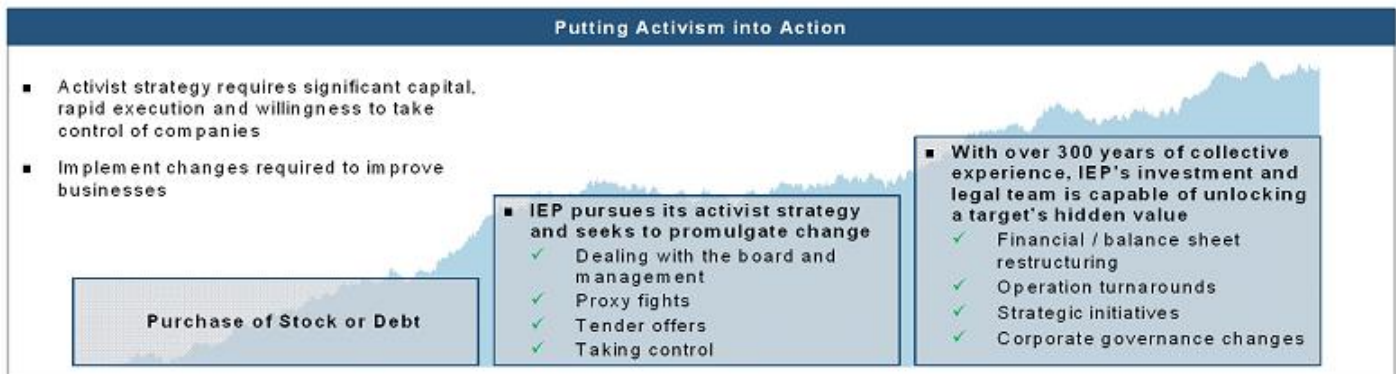 Putting Activism into Action
Activist strategy requires significant capital,
rapid execution and willingness to take
control of companies
Implement changes required to improve
businesses
Purchase of Stock or Debt
IEP pursues its activist strategy
and seeks to promulgate change
Dealing with the board and
management
Proxy fights
Tender offers
Taking control
With over 300 years of collective
experience, IEP's investment and
legal team is capable of unlocking
a target's hidden value
Financial / balance sheet
restructuring
Operation turnarounds
Strategic initiatives
Corporate governance changes